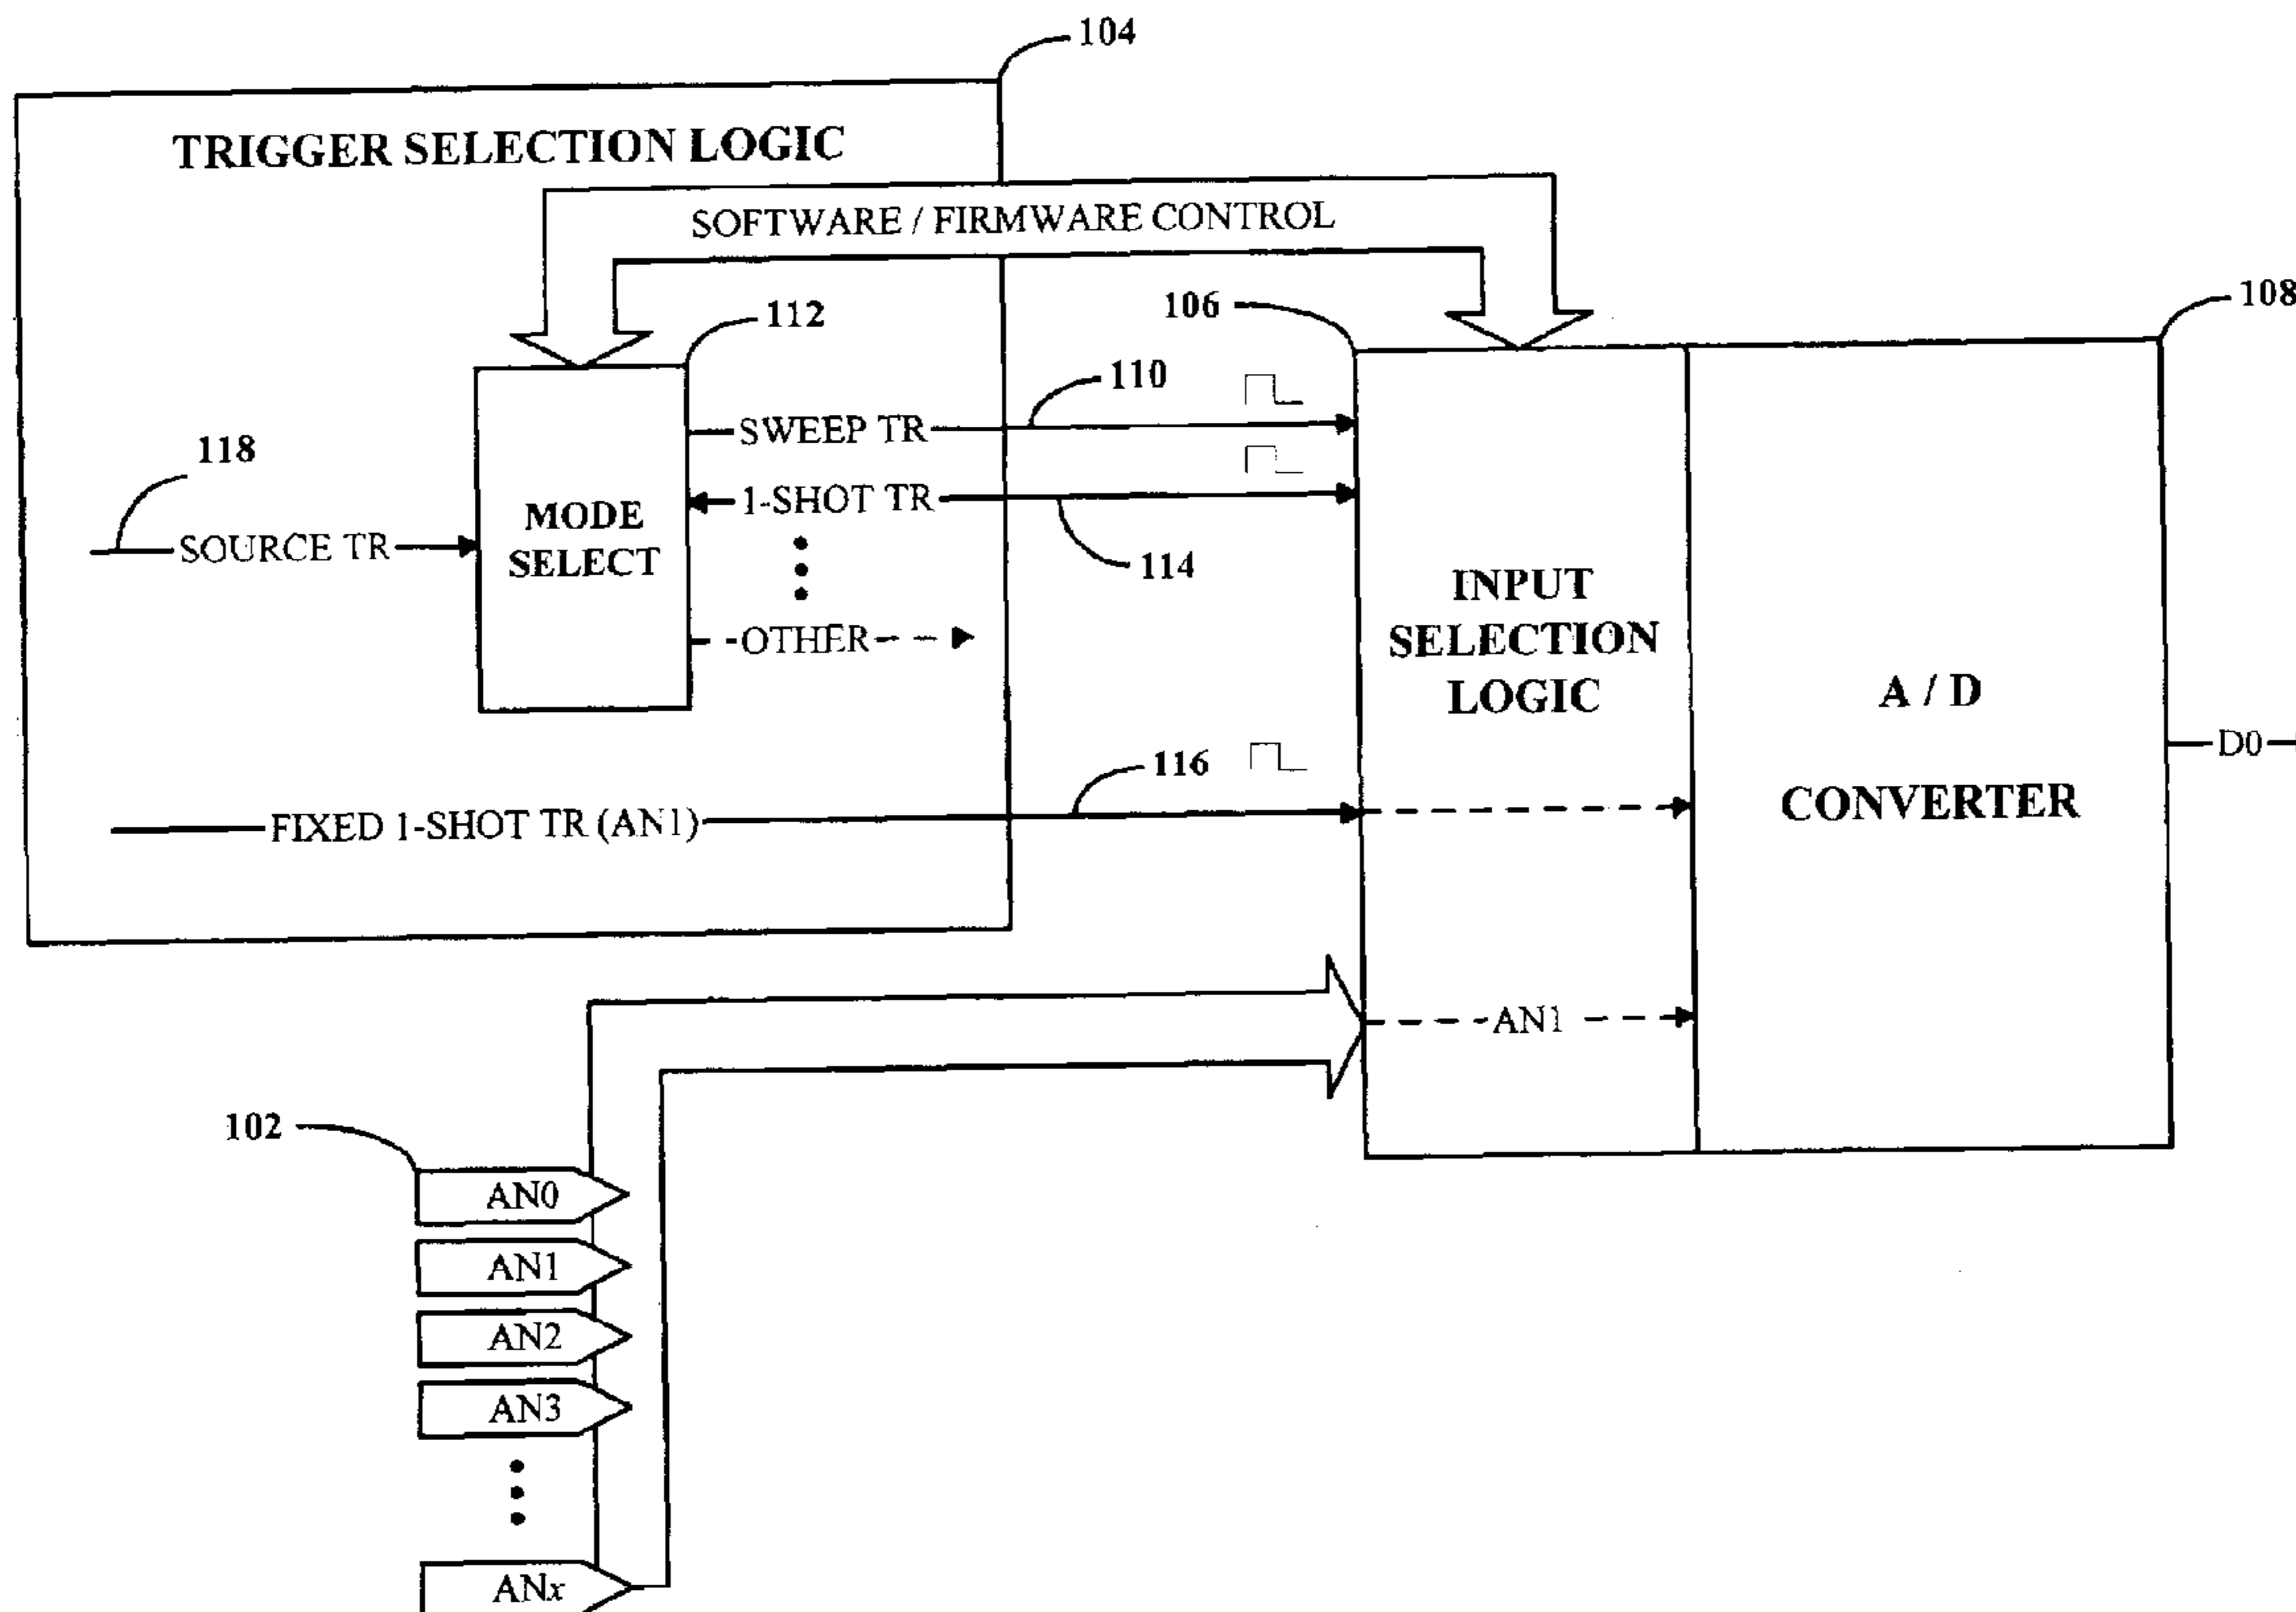 104
TRIGGER SELECTION LOGIC
SOFTWARE / FIRMWARE CONTROL
112
106
108
110
SWEEP TR
118
1-SHOT TR
MODE
SELECT
SOURCE TR
114
INPUT
SELECTION
LOGIC
OTHER
A / D
CONVERTER
D0
116
FIXED 1-SHOT TR (AN1)
AN1
102
AN0
AN1
AN2
AN3
ANx